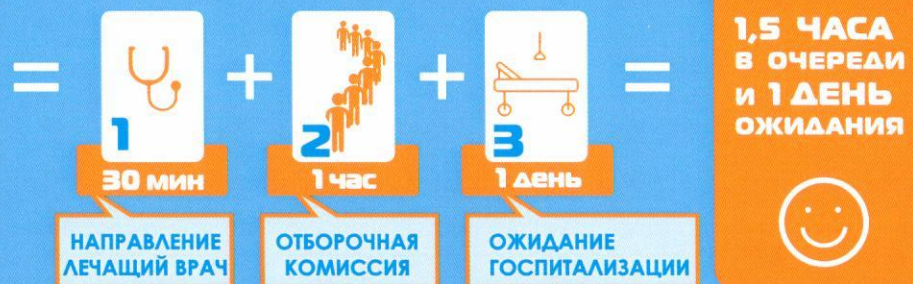 = 1 + 2 + 3 =
30 мин
1 час
1 день
НАПРАВЛЕНИЕ
ЛЕЧАЩИЙ ВРАЧ
ОТБОРОЧНАЯ
КОМИССИЯ
ОЖИДАНИЕ
ГОСПИТАЛИЗАЦИИ
1,5 ЧАСА
В ОЧЕРЕДИ
И 1 ДЕНЬ
ОЖИДАНИЯ